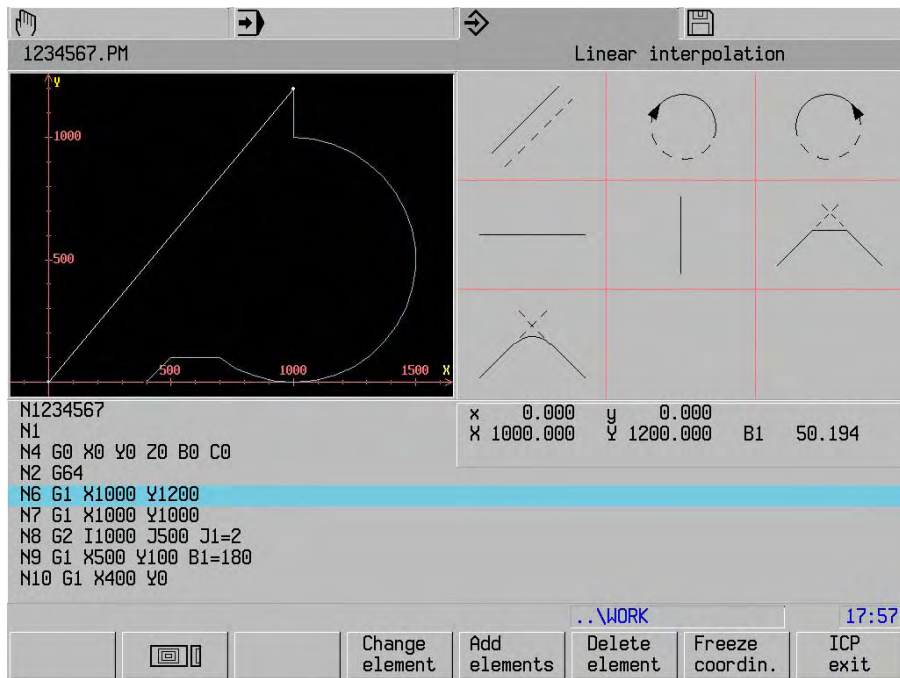 1234567.PM
Linear interpolation
Y
1000
500
500 1000 1500 X
N1234567
N1
N4 G0 X0 Y0 Z0 B0 C0
N2 G64
N6 G1 X1000 Y1200
N7 G1 X1000 Y1000
N8 G2 I1000 J500 J1=2
N9 G1 X500 Y100 B1=180
N10 G1 X400 Y0
x 0.000 y 0.000
X 1000.000 Y 1200.000 B1 50.194
..\WORK 17:57
Change element
Add elements
Delete element
Freeze coordin.
ICP exit